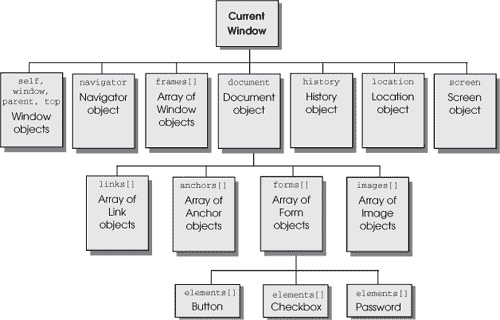 Current
Window
self,
window,
parent, top
Window
objects
navigator
Navigator
object
frames[]
Array of
Window
objects
document
Document
object
history
History
object
location
Location
object
screen
Screen
object
links[]
Array of
Link
objects
anchors[]
Array of
Anchor
objects
forms[]
Array of
Form
objects
images[]
Array of
Image
objects
elements[]
Button
elements[]
Checkbox
elements[]
Password